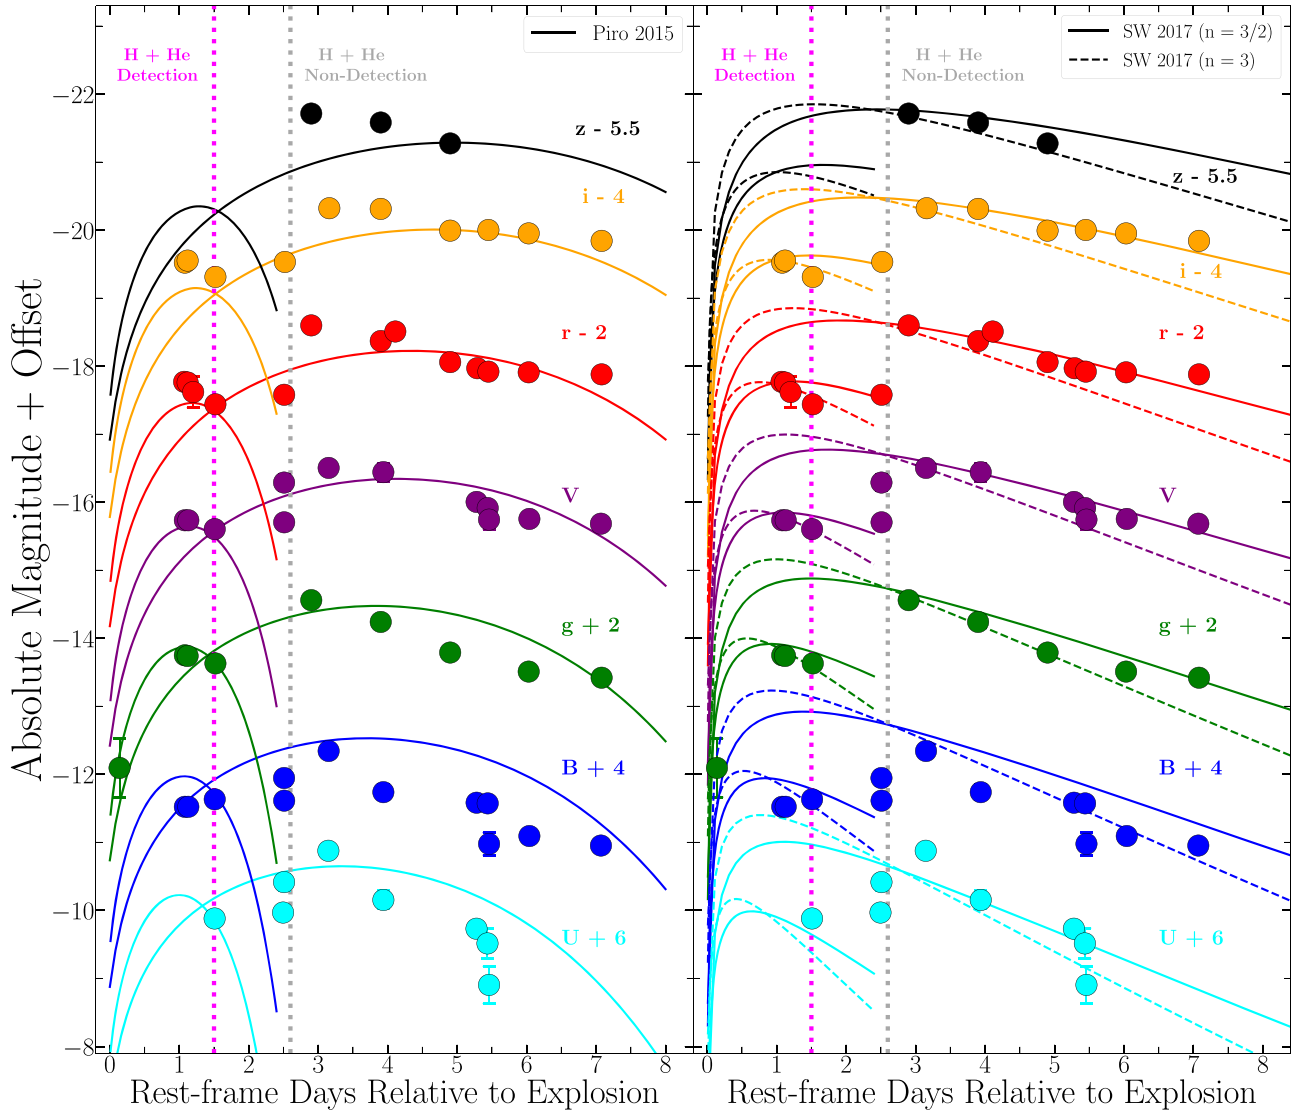 Piro 2015
SW 2017 (n = 3/2)
SW 2017 (n = 3)
H + He
Detection
H + He
Non-Detection
H + He
Detection
H + He
Non-Detection
Absolute Magnitude + Offset
−22
−20
−18
−16
−14
−12
−10
−8
z - 5.5
i - 4
r - 2
V
g + 2
B + 4
U + 6
z - 5.5
i - 4
r - 2
V
g + 2
B + 4
U + 6
0 1 2 3 4 5 6 7 8
0 1 2 3 4 5 6 7 8
Rest-frame Days Relative to Explosion
Rest-frame Days Relative to Explosion